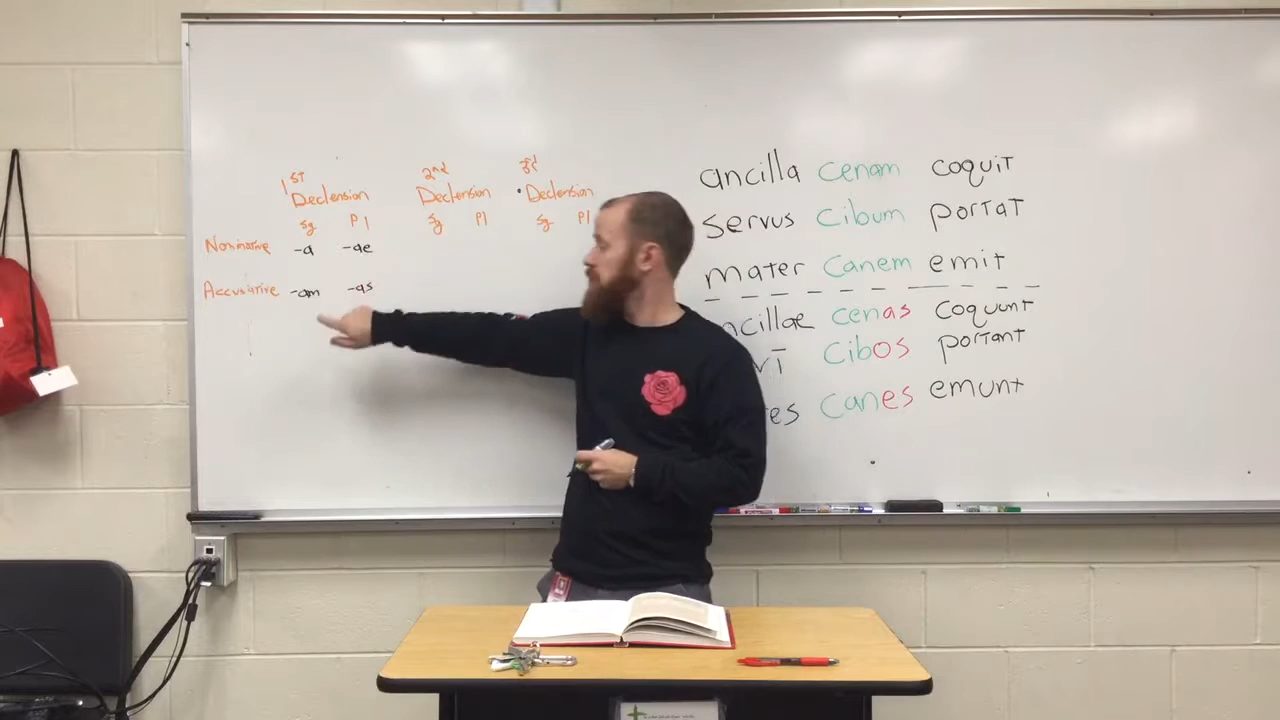 1st 2nd 3rd
Declension Declension Declension
Sg Pl Sg Pl Sg Pl
Nominative -a -ae
Accusative -am -as
ancilla cenam coquit
servus cibum portat
mater canem emit
cenas coquunt
cibos portant
canes emunt